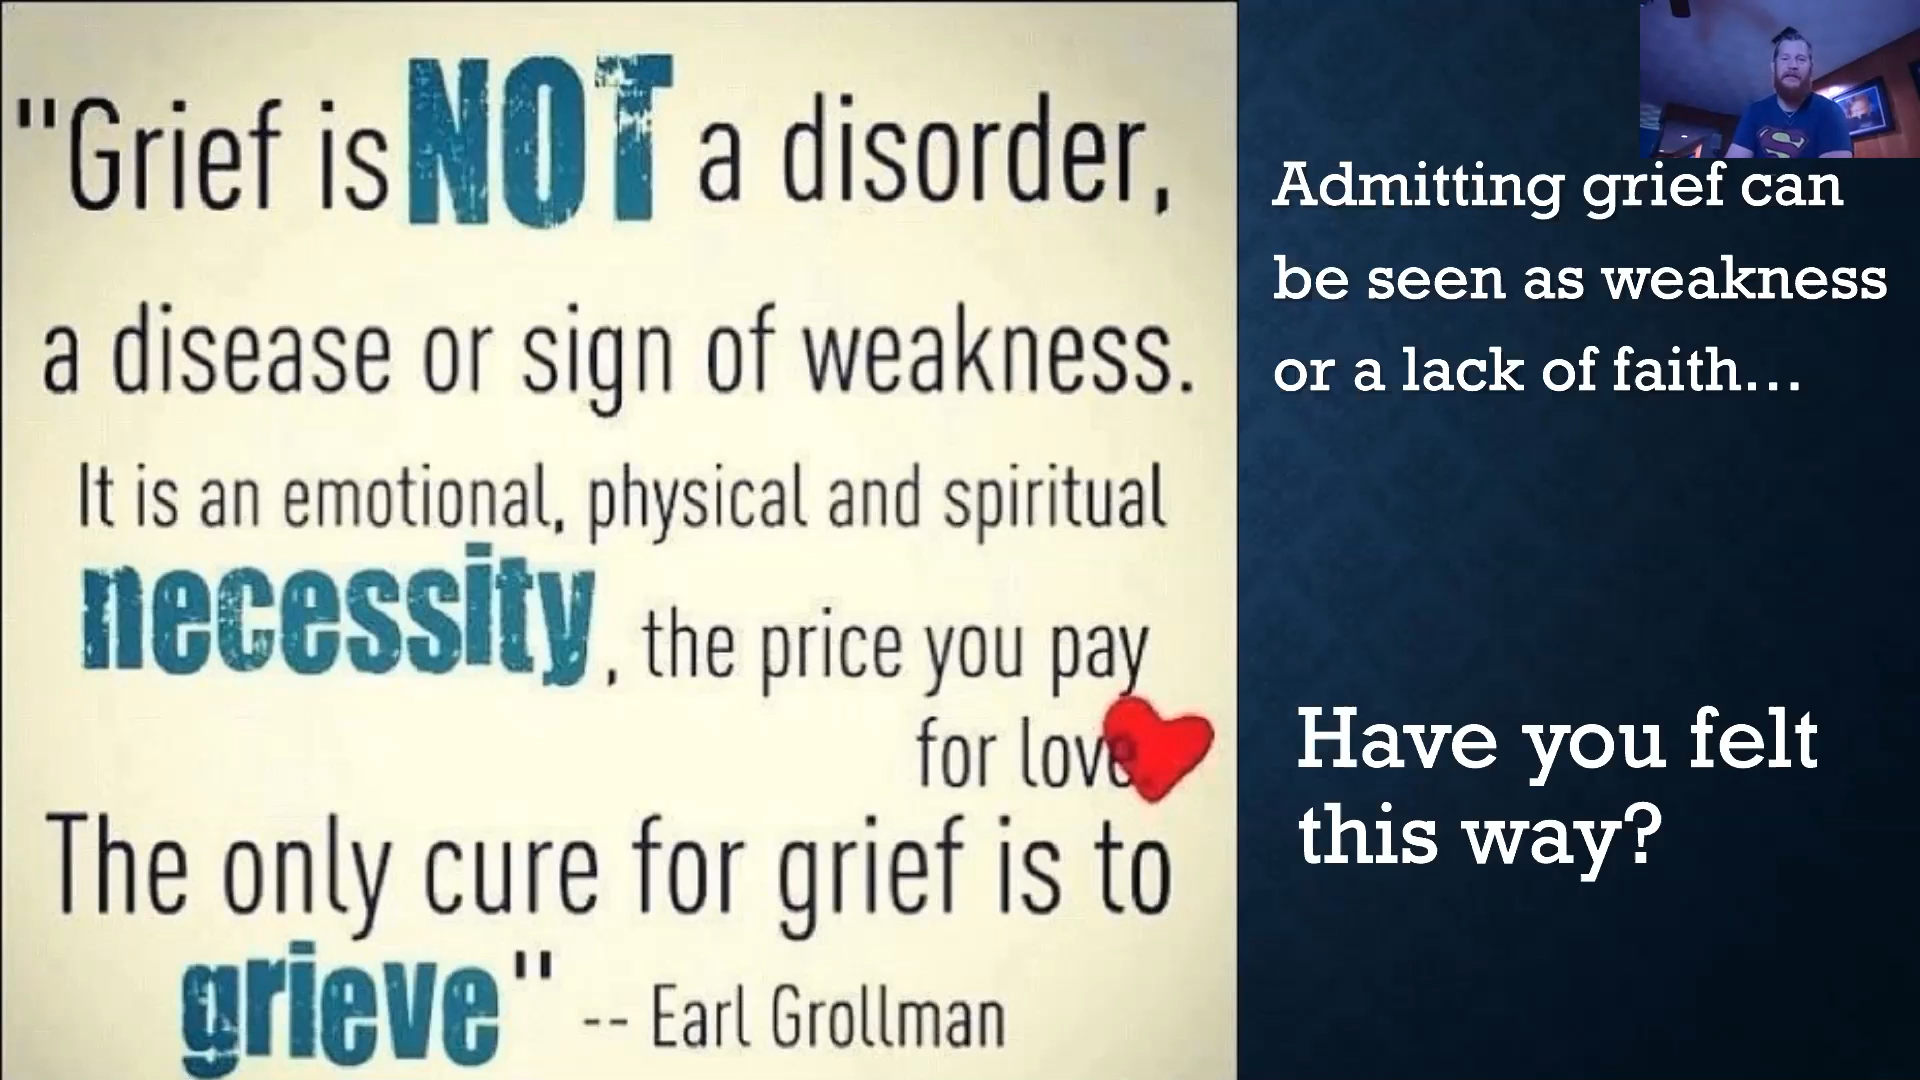 "Grief is NOT a disorder,
a disease or sign of weakness.
It is an emotional, physical and spiritual
necessity, the price you pay
for love
The only cure for grief is to
grieve" -- Earl Grollman
Admitting grief can
be seen as weakness
or a lack of faith...
Have you felt
this way?